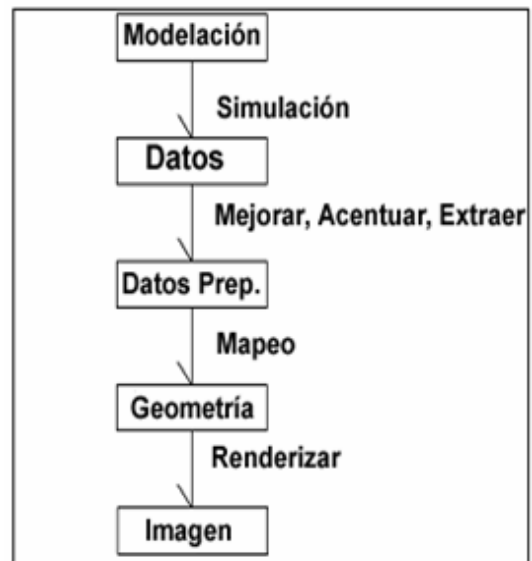 Modelación
Simulación
Datos
Mejorar, Acentuar, Extraer
Datos Prep.
Mapeo
Geometría
Renderizar
Imagen